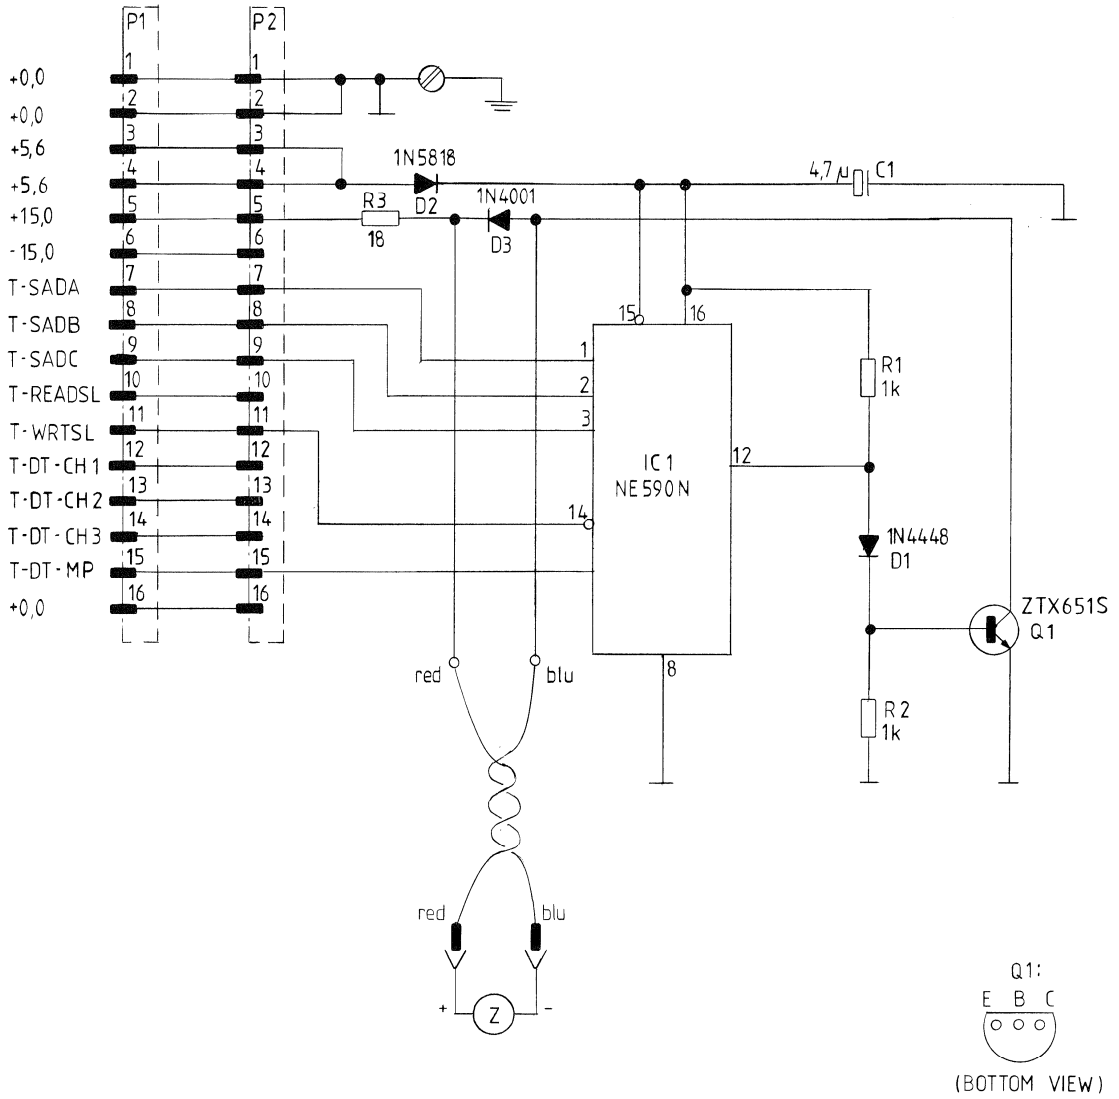 P1 P2
+0,0 1 1
+0,0 2 2
+5,6 3 3
+5,6 4 4
+15,0 5 5
-15,0 6 6
T-SADA 7 7
T-SADB 8 8
T-SADC 9 9
T-READSL 10 10
T-WRTSL 11 11
T-DT-CH1 12 12
T-DT-CH2 13 13
T-DT-CH3 14 14
T-DT-MP 15 15
+0,0 16 16
1N5818
D2
R3
18
1N4001
D3
4,7 μ C1
15 16
1
2
3
14
12
8
IC1
NE590N
R1
1k
1N4448
D1
R2
1k
ZTX651S
Q1
red blu
red blu
+ Z -
Q1:
E B C
(BOTTOM VIEW)